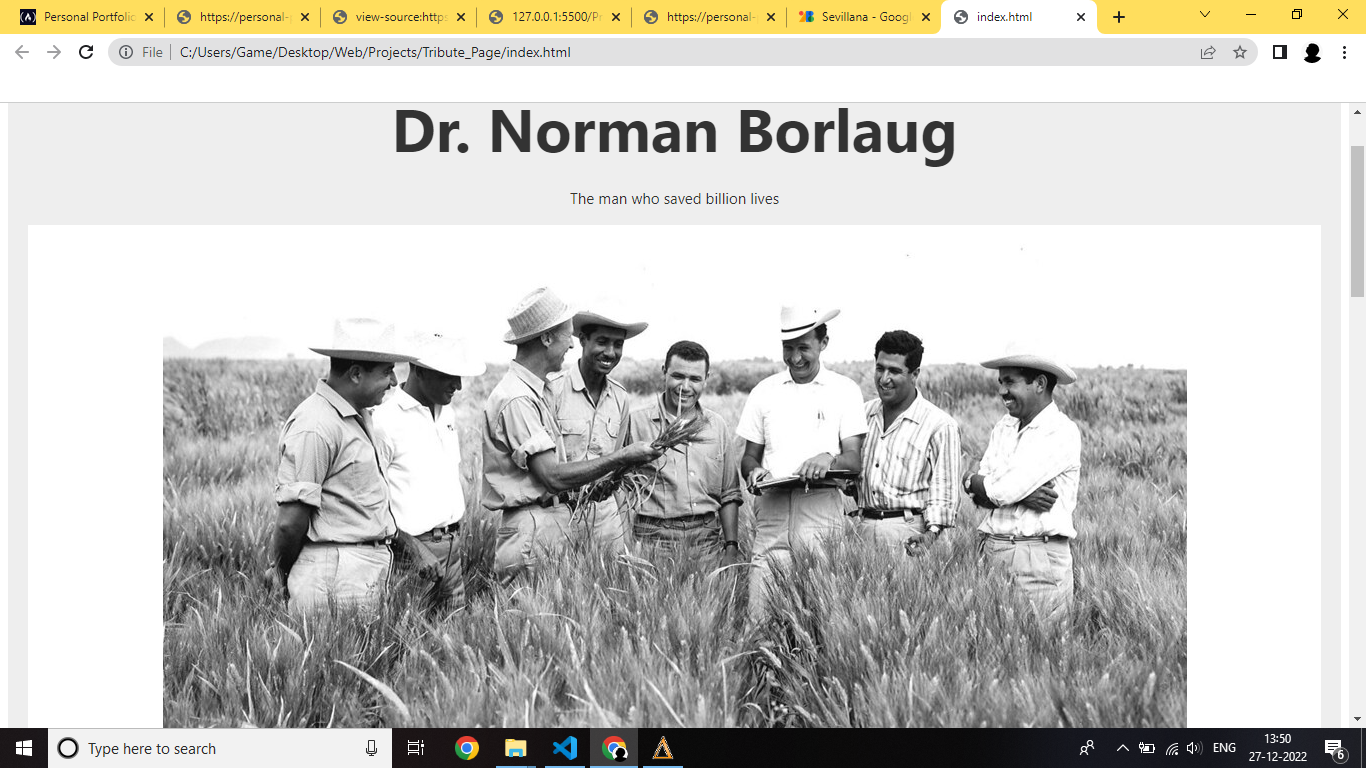 Personal Portfolio
https://personal-
view-source:https
127.0.0.1:5500/Pr
https://personal-
Sevillana - Googl
index.html
File
C:/Users/Game/Desktop/Web/Projects/Tribute_Page/index.html
Dr. Norman Borlaug
The man who saved billion lives
Type here to search
ENG
13:50
27-12-2022
6